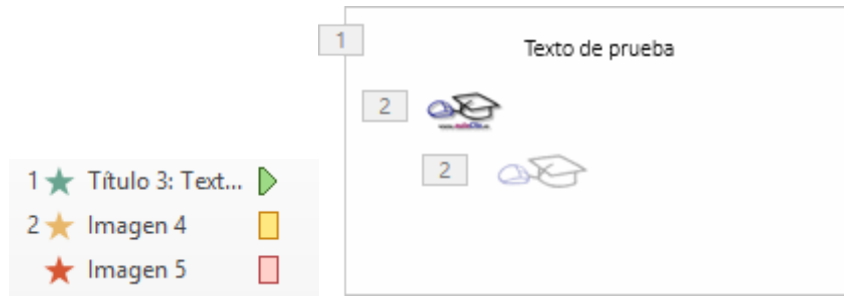 1 Título 3: Text...
2 Imagen 4
Imagen 5
1
Texto de prueba
2
2